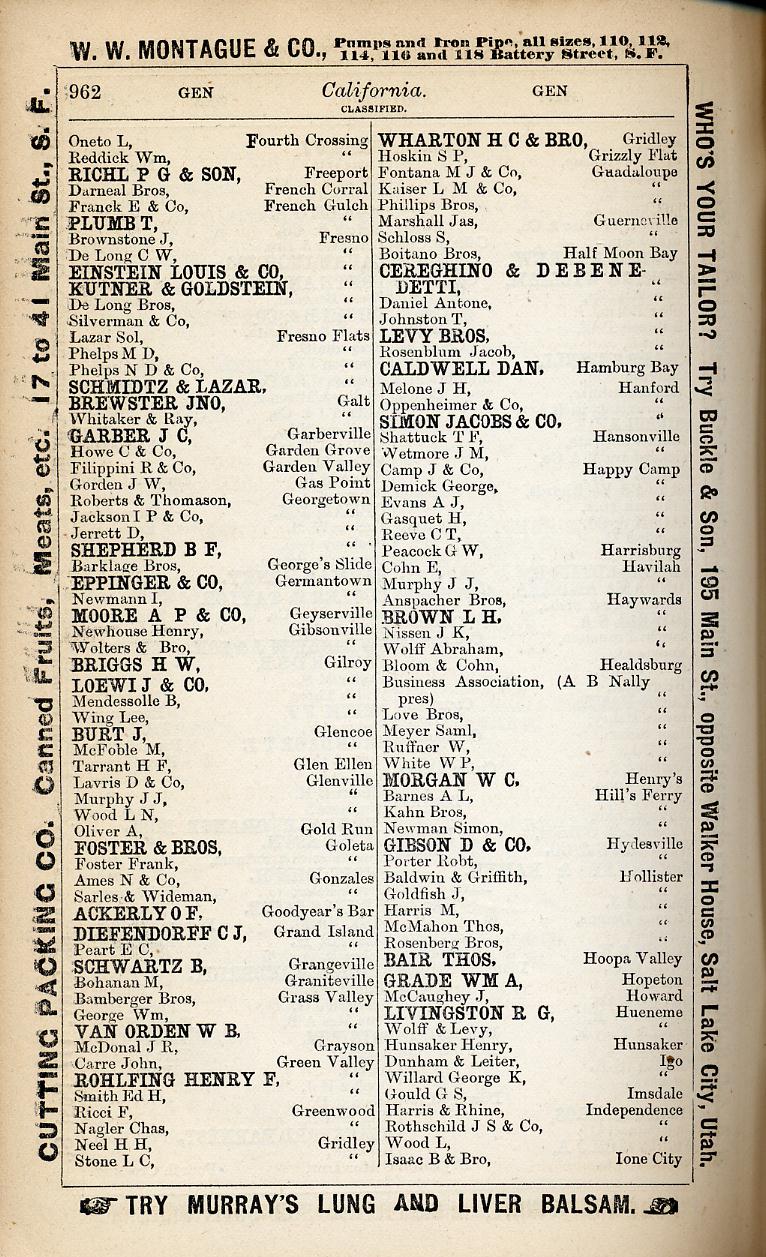 W. W. MONTAGUE & CO., Pumps and Iron Pipe, all sizes, 110, 112,
114, 116 and 118 Battery Street, S. F.
962 GEN California. GEN
CLASSIFIED.
Oneto L, Fourth Crossing
Reddick Wm, “
RICHL P G & SON, Freeport
Darneal Bros, French Corral
Franck E & Co, French Gulch
PLUMB T, “
Brownstone J, Fresno
De Long C W, “
EINSTEIN LOUIS & CO, “
KUTNER & GOLDSTEIN, “
De Long Bros, “
Silverman & Co, “
Lazar Sol, Fresno Flats
Phelps M D, “
Phelps N D & Co, “
SCHMIDTZ & LAZAR, “
BREWSTER JNO, Galt
Whitaker & Ray, “
GARBER J C, Garberville
Howe C & Co, Garden Grove
Filippini R & Co, Garden Valley
Gorden J W, Gas Point
Roberts & Thomason, Georgetown
Jackson I P & Co, “
Jerrett D, “
SHEPHERD B F, “
Barklage Bros, George's Slide
EPPINGER & CO, Germantown
Newmann I, “
MOORE A P & CO, Geyserville
Newhouse Henry, Gibsonville
Wolters & Bro, “
BRIGGS H W, Gilroy
LOEWI J & CO, “
Mendessolle B, “
Wing Lee, “
BURT J, Glencoe
McFoble M, “
Tarrant H F, Glen Ellen
Lavris D & Co, Glenville
Murphy J J, “
Wood L N, “
Oliver A, Gold Run
FOSTER & BROS, Goleta
Foster Frank, “
Ames N & Co, Gonzales
Sarles & Wideman, “
ACKERLY O F, Goodyear's Bar
DIEFENDORFF C J, Grand Island
Peart E C, “
SCHWARTZ B, Grangeville
Bohanan M, Graniteville
Bamberger Bros, Grass Valley
George Wm, “
VAN ORDEN W B, “
McDonal J R, Grayson
Carre John, Green Valley
ROHLFING HENRY F, “
Smith Ed H, “
Ricci F, Greenwood
Nagler Chas, “
Neel H H, Gridley
Stone L C, “
WHARTON H C & BRO, Gridley
Hoskin S P, Grizzly Flat
Fontana M J & Co, Guadaloupe
Kaiser L M & Co, “
Phillips Bros, “
Marshall Jas, Guerneville
Schloss S, “
Boitano Bros, Half Moon Bay
CEREGHINO & DEBENE-
DETTI, “
Daniel Antone, “
Johnston T, “
LEVY BROS, “
Rosenblum Jacob, “
CALDWELL DAN, Hamburg Bay
Melone J H, Hanford
Oppenheimer & Co, “
SIMON JACOBS & CO, “
Shattuck T F, Hansonville
Wetmore J M, “
Camp J & Co, Happy Camp
Demick George, “
Evans A J, “
Gasquet H, “
Reeve C T, “
Peacock G W, Harrisburg
Cohn E, Havilah
Murphy J J, “
Anspacher Bros, Haywards
BROWN L H, “
Nissen J K, “
Wolff Abraham, “
Bloom & Cohn, Healdsburg
Business Association, (A B Nally
pres) “
Love Bros, “
Meyer Saml, “
Ruffner W, “
White W P, “
MORGAN W C, Henry's
Barnes A L, Hill's Ferry
Kahn Bros, “
Newman Simon, “
GIBSON D & CO, Hydesville
Porter Robt, “
Baldwin & Griffith, Hollister
Goldfish J, “
Harris M, “
McMahon Thos, “
Rosenberg Bros, “
BAIR THOS, Hoopa Valley
GRADE WM A, Hopeton
McCaughey J, Howard
LIVINGSTON R G, Hueneme
Wolff & Levy, “
Hunsaker Henry, Hunsaker
Dunham & Leiter, Igo
Willard George K, “
Gould G S, Imsdale
Harris & Rhine, Independence
Rothschild J S & Co, “
Wood L, “
Isaac B & Bro, Ione City
CUTTING PACKING CO. Canned Fruits, Meats, etc. 17 to 41 Main St., S. F.
WHO'S YOUR TAILOR? Try Buckle & Son, 195 Main St., opposite Walker House, Salt Lake City, Utah.
TRY MURRAY'S LUNG AND LIVER BALSAM.